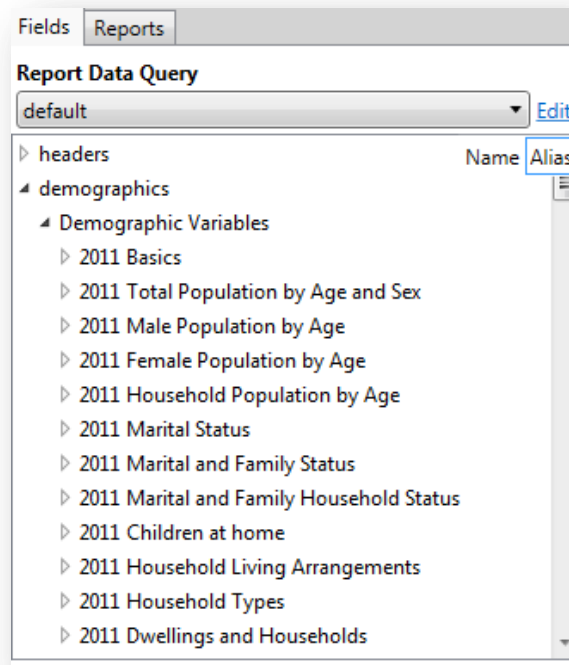 Fields Reports
Report Data Query
default Edit
headers Name Alias
demographics
Demographic Variables
2011 Basics
2011 Total Population by Age and Sex
2011 Male Population by Age
2011 Female Population by Age
2011 Household Population by Age
2011 Marital Status
2011 Marital and Family Status
2011 Marital and Family Household Status
2011 Children at home
2011 Household Living Arrangements
2011 Household Types
2011 Dwellings and Households